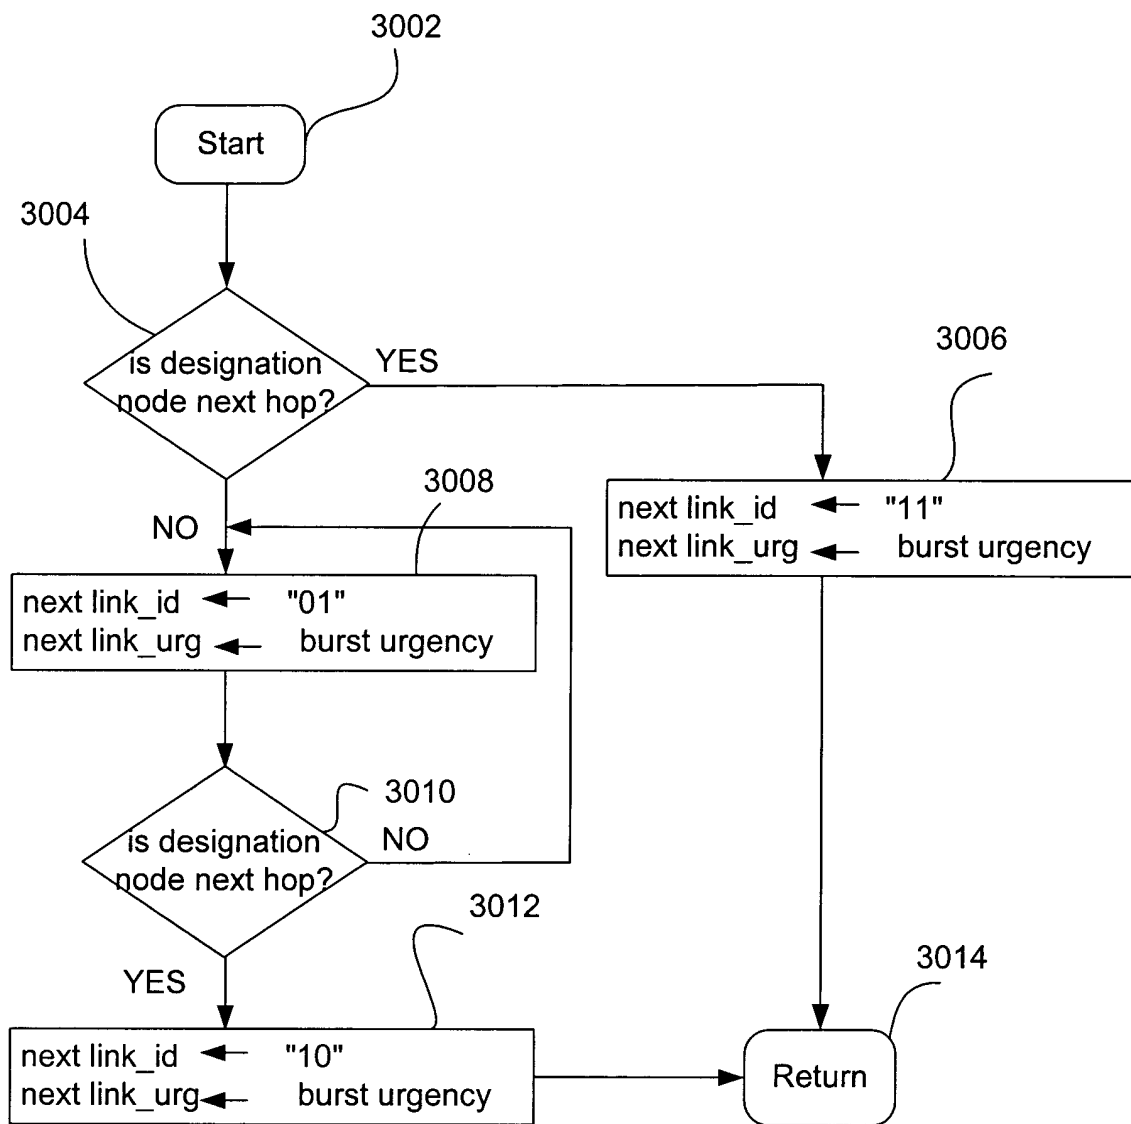 3002
Start
3004
is designation
node next hop?
YES
3006
next link_id ← "11"
next link_urg ← burst urgency
NO
3008
next link_id ← "01"
next link_urg ← burst urgency
3010
is designation
node next hop?
NO
3012
YES
next link_id ← "10"
next link_urg ← burst urgency
3014
Return